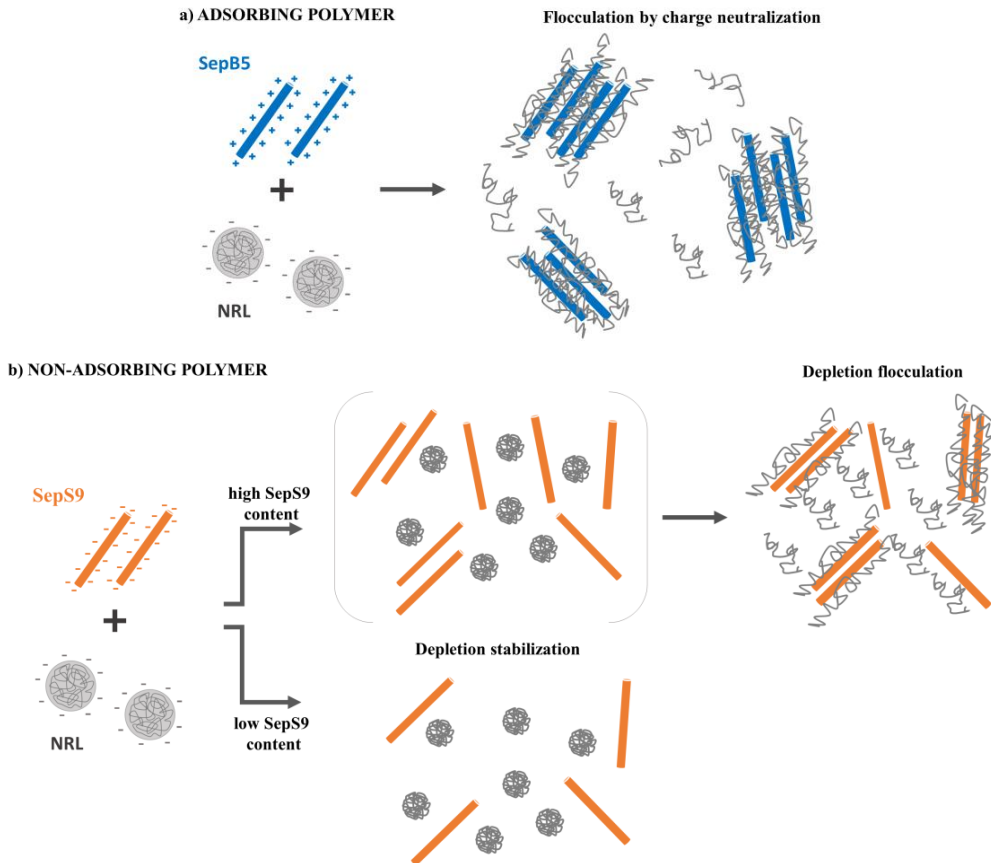 a) ADSORBING POLYMER
Flocculation by charge neutralization
SepB5
+
NRL
b) NON-ADSORBING POLYMER
Depletion flocculation
SepS9
high SepS9
content
+
Depletion stabilization
low SepS9
content
NRL